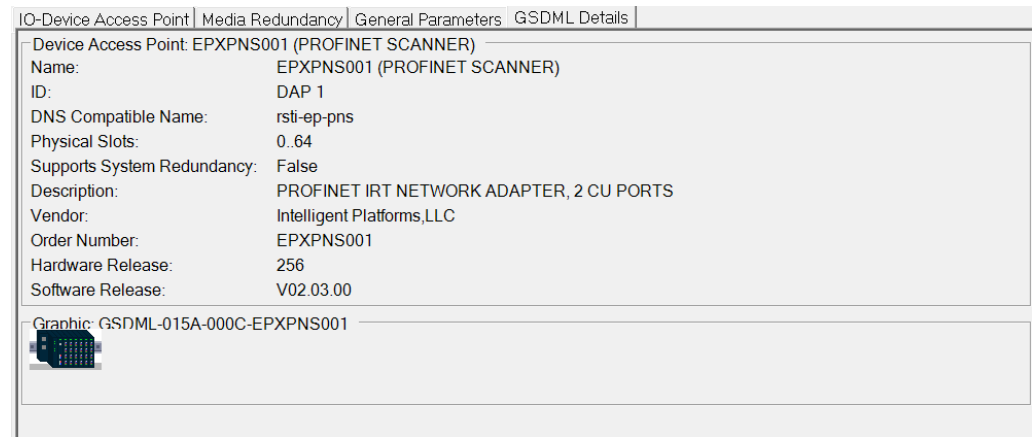 IO-Device Access Point Media Redundancy General Parameters GSDML Details
Device Access Point: EPXPNS001 (PROFINET SCANNER)
Name: EPXPNS001 (PROFINET SCANNER)
ID: DAP 1
DNS Compatible Name: rsti-ep-pns
Physical Slots: 0..64
Supports System Redundancy: False
Description: PROFINET IRT NETWORK ADAPTER, 2 CU PORTS
Vendor: Intelligent Platforms,LLC
Order Number: EPXPNS001
Hardware Release: 256
Software Release: V02.03.00
Graphic: GSDML-015A-000C-EPXPNS001